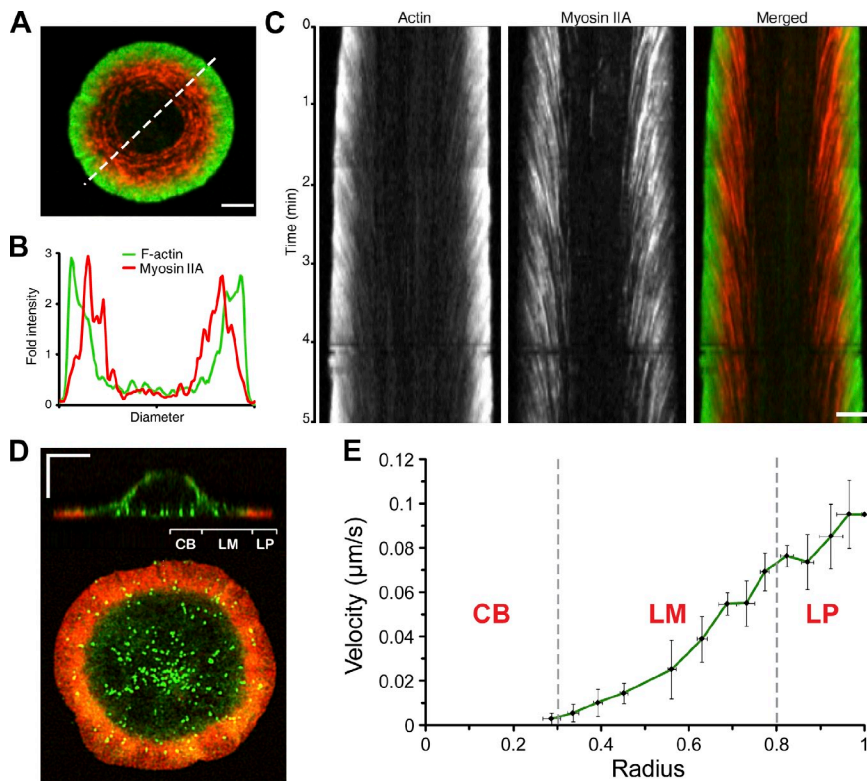 A
B
F-actin
Myosin IIA
Fold intensity
3
2
1
0
Diameter
C
Actin
Myosin IIA
Merged
Time (min)
0
1
2
3
4
5
D
CB LM LP
E
Velocity (µm/s)
0.12
0.1
0.08
0.06
0.04
0.02
0
CB
LM
LP
0 0.2 0.4 0.6 0.8 1
Radius